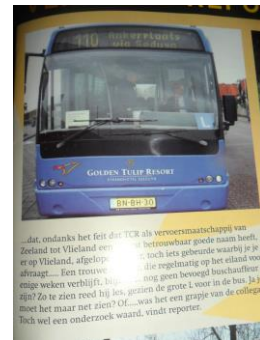 110 Ankerplaats
via Seduna
GOLDEN TULIP RESORT
BN-BH-30
...dat, ondanks het feit dat TCR als vervoersmaatschappij van
Zeeland tot Vlieland een betrouwbaar goede naam heeft,
er op Vlieland, afgelopen toch iets gebeurde waarbij je je
afvraagt.... Een trouwe die regelmatig op het eiland voor
enige weken verblijft, nog geen bevoegd buschauffeur
zijn? Zo te zien reed hij les, gezien de grote L voor in de bus. Ja
moet het maar net zien? Of....was het een grapje van de collega
Toch wel een onderzoek waard, vindt reporter.